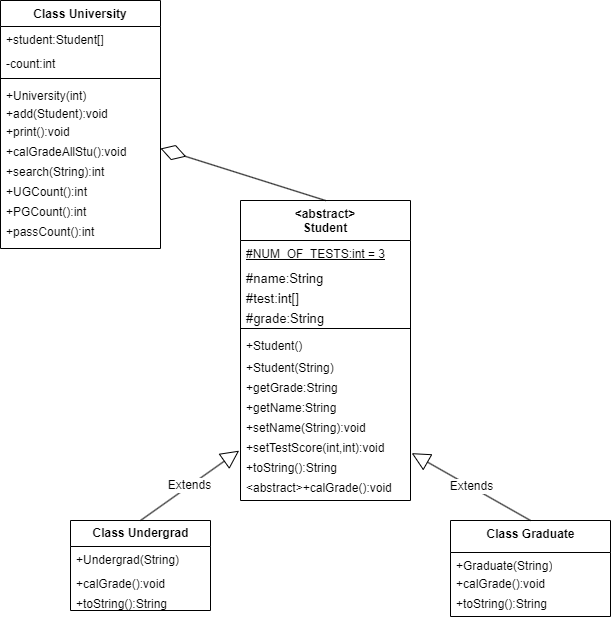 Class University
+student:Student[]
-count:int
+University(int)
+add(Student):void
+print():void
+calGradeAllStu():void
+search(String):int
+UGCount():int
+PGCount():int
+passCount():int
<abstract>
Student
#NUM_OF_TESTS:int = 3
#name:String
#test:int[]
#grade:String
+Student()
+Student(String)
+getGrade:String
+getName:String
+setName(String):void
+setTestScore(int,int):void
+toString():String
<abstract>+calGrade():void
Extends
Extends
Class Undergrad
+Undergrad(String)
+calGrade():void
+toString():String
Class Graduate
+Graduate(String)
+calGrade():void
+toString():String